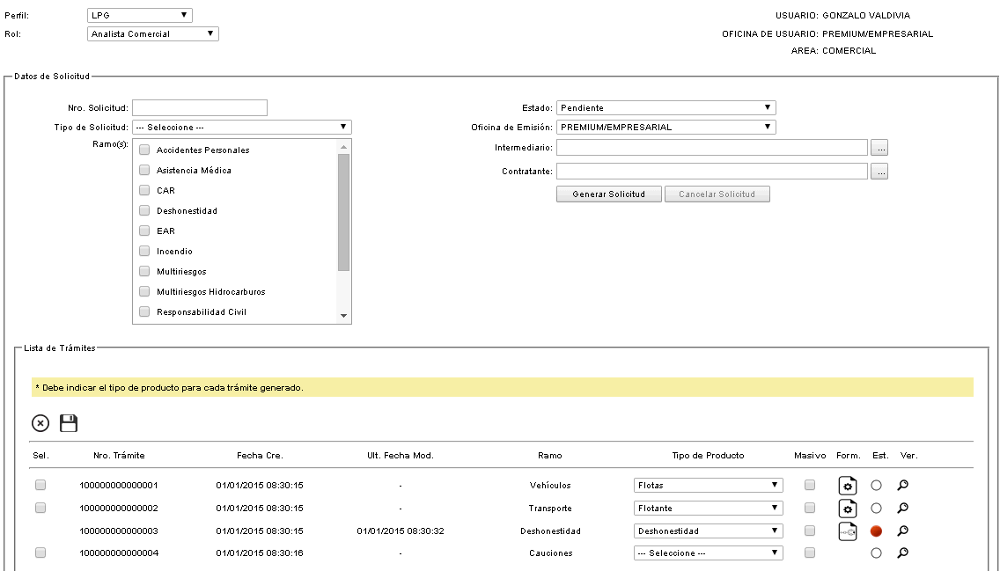 Perfil: LPG USUARIO: GONZALO VALDIVIA
Rol: Analista Comercial OFICINA DE USUARIO: PREMIUM/EMPRESARIAL
AREA: COMERCIAL
Datos de Solicitud
Nro. Solicitud: Estado: Pendiente
Tipo de Solicitud: --- Seleccione --- Oficina de Emisión: PREMIUM/EMPRESARIAL
Ramo(s): Intermediario: ...
Accidentes Personales
Asistencia Médica Contratante: ...
CAR Generar Solicitud Cancelar Solicitud
Deshonestidad
EAR
Incendio
Multiriesgos
Multiriesgos Hidrocarburos
Responsabilidad Civil
Lista de Trámites
* Debe indicar el tipo de producto para cada trámite generado.
Sel. Nro. Trámite Fecha Cre. Ult. Fecha Mod. Ramo Tipo de Producto Masivo Form. Est. Ver.
100000000000001 01/01/2015 08:30:15 - Vehículos Flotas
100000000000002 01/01/2015 08:30:15 - Transporte Flotante
100000000000003 01/01/2015 08:30:15 01/01/2015 08:30:32 Deshonestidad Deshonestidad
100000000000004 01/01/2015 08:30:16 - Cauciones --- Seleccione ---